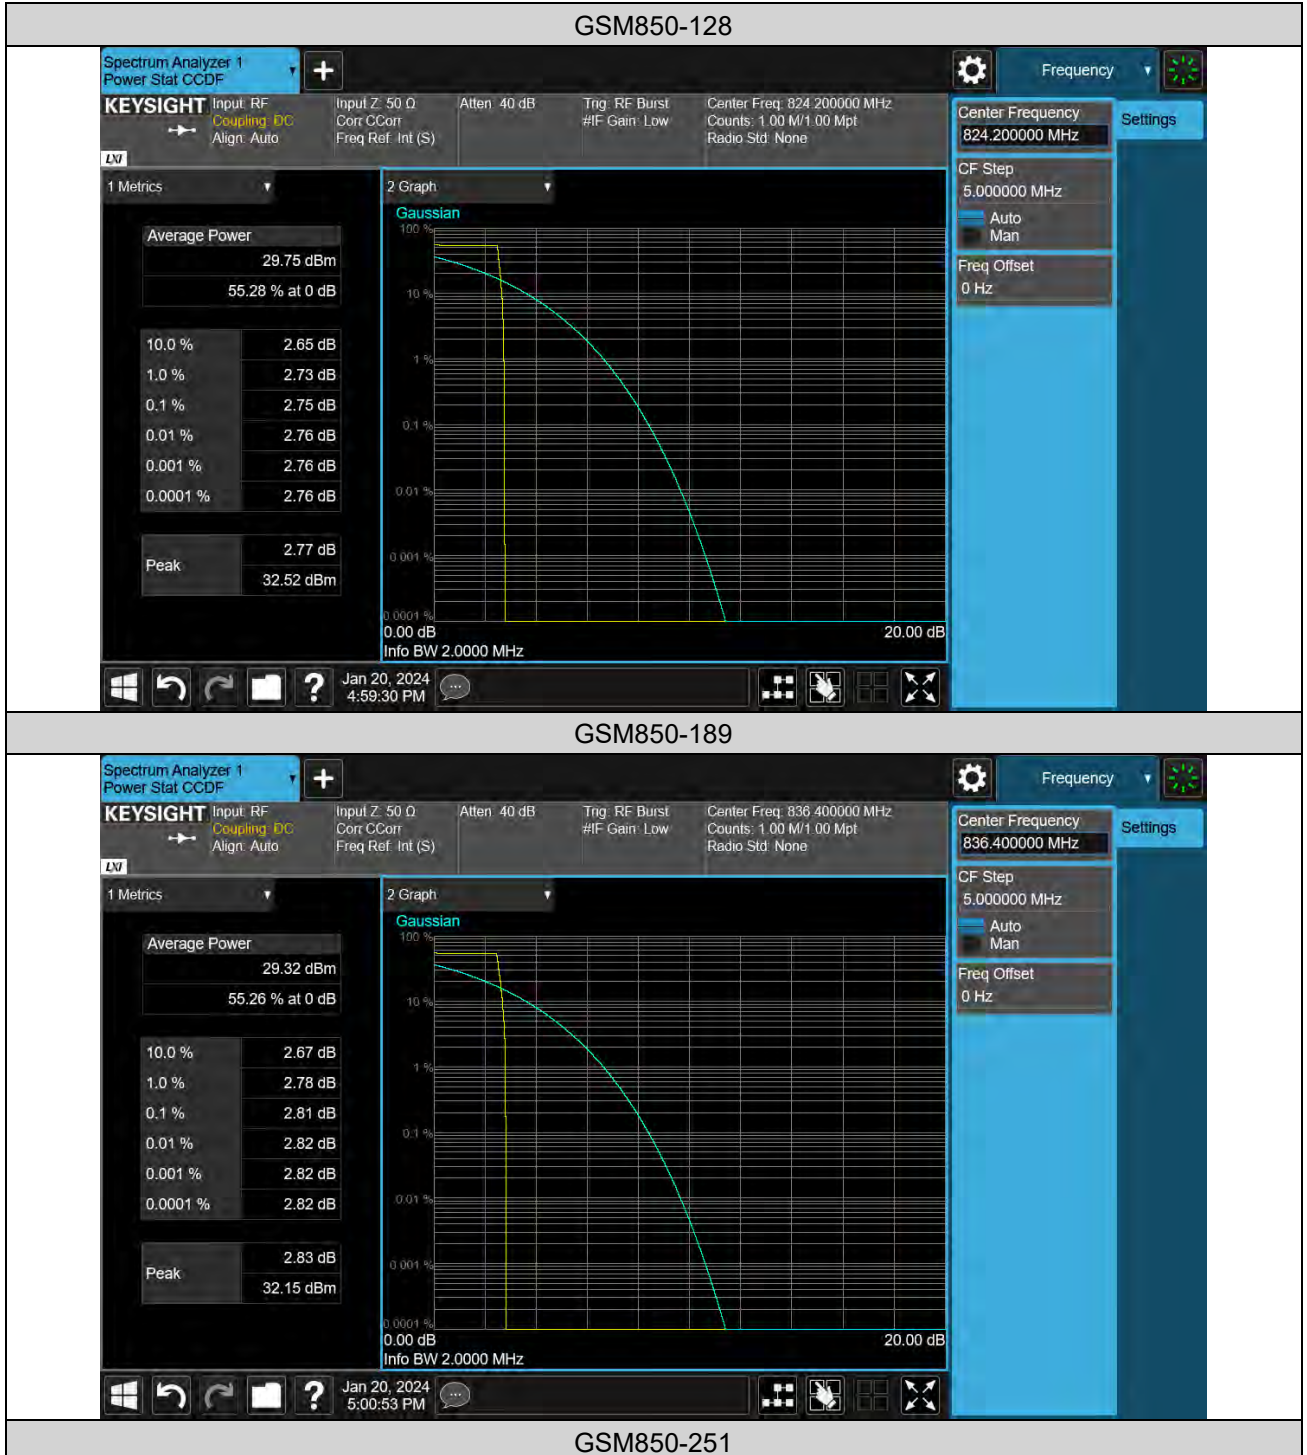 GSM850-128
Spectrum Analyzer 1
Power Stat CCDF
Frequency
KEYSIGHT
Input: RF
Coupling: DC
Align: Auto
Input Z: 50 Ω
Corr CCorr
Freq Ref: Int (S)
Atten: 40 dB
Trig: RF Burst
#IF Gain: Low
Center Freq: 824.200000 MHz
Counts: 1.00 M/1.00 Mpt
Radio Std: None
LXI
Center Frequency
824.200000 MHz
Settings
CF Step
5.000000 MHz
Auto
Man
Freq Offset
0 Hz
1 Metrics
Average Power
29.75 dBm
55.28 % at 0 dB
10.0 % 2.65 dB
1.0 % 2.73 dB
0.1 % 2.75 dB
0.01 % 2.76 dB
0.001 % 2.76 dB
0.0001 % 2.76 dB
Peak
2.77 dB
32.52 dBm
2 Graph
Gaussian
100 %
10 %
1 %
0.1 %
0.01 %
0.001 %
0.0001 %
0.00 dB
20.00 dB
Info BW 2.0000 MHz
Jan 20, 2024
4:59:30 PM
GSM850-189
Spectrum Analyzer 1
Power Stat CCDF
Frequency
KEYSIGHT
Input: RF
Coupling: DC
Align: Auto
Input Z: 50 Ω
Corr CCorr
Freq Ref: Int (S)
Atten: 40 dB
Trig: RF Burst
#IF Gain: Low
Center Freq: 836.400000 MHz
Counts: 1.00 M/1.00 Mpt
Radio Std: None
LXI
Center Frequency
836.400000 MHz
Settings
CF Step
5.000000 MHz
Auto
Man
Freq Offset
0 Hz
1 Metrics
Average Power
29.32 dBm
55.26 % at 0 dB
10.0 % 2.67 dB
1.0 % 2.78 dB
0.1 % 2.81 dB
0.01 % 2.82 dB
0.001 % 2.82 dB
0.0001 % 2.82 dB
Peak
2.83 dB
32.15 dBm
2 Graph
Gaussian
100 %
10 %
1 %
0.1 %
0.01 %
0.001 %
0.0001 %
0.00 dB
20.00 dB
Info BW 2.0000 MHz
Jan 20, 2024
5:00:53 PM
GSM850-251